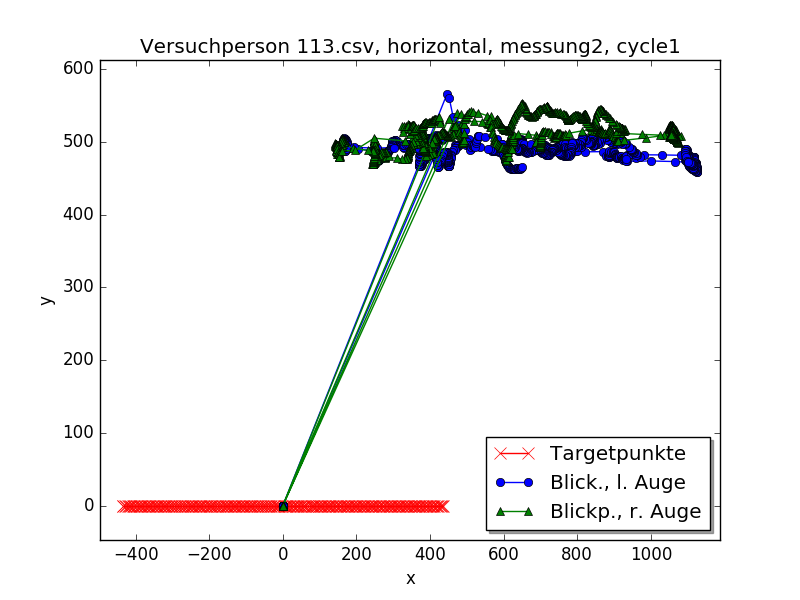 Versuchperson 113.csv, horizontal, messung2, cycle1
600
500
400
300
200
100
0
y
−400
−200
0
200
400
600
800
1000
x
Targetpunkte
Blick., l. Auge
Blickp., r. Auge